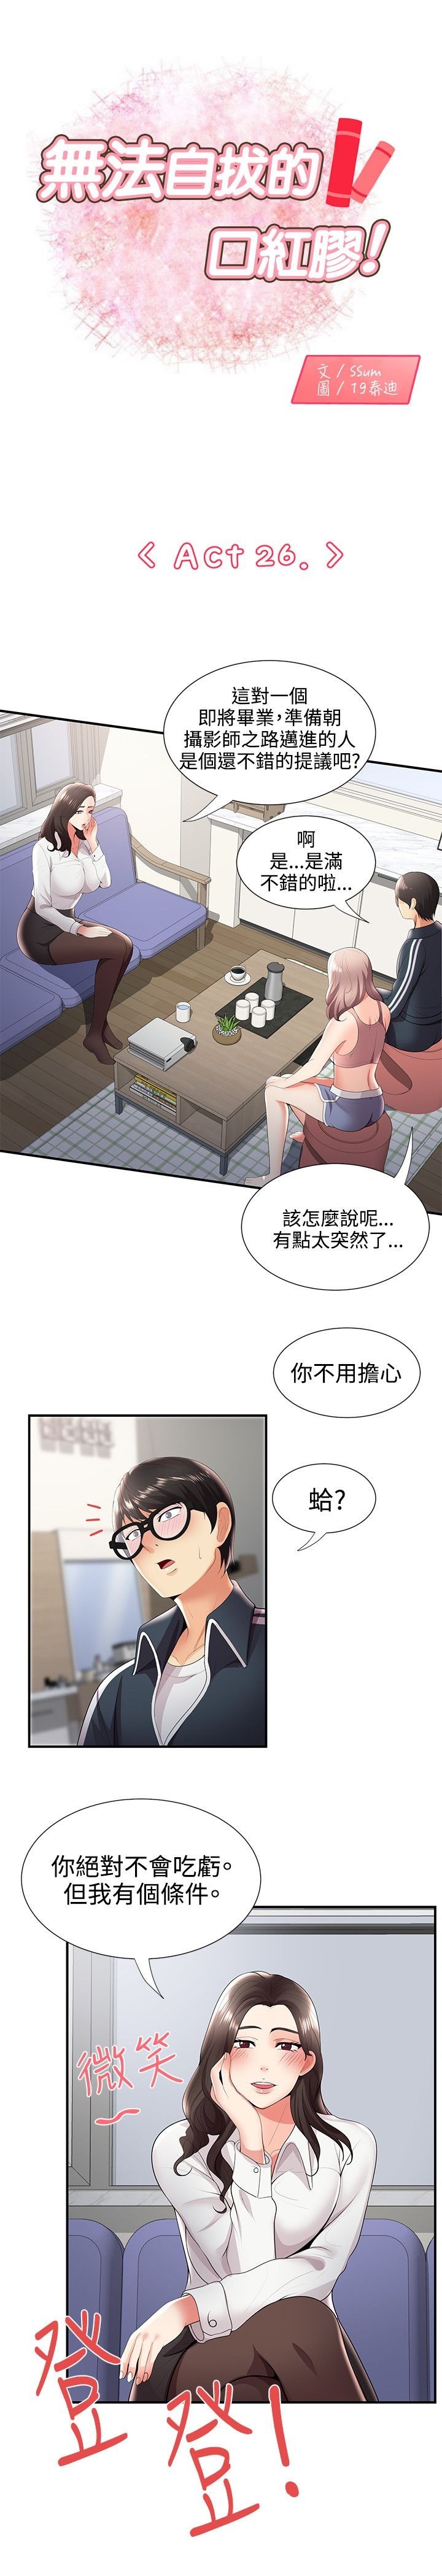 無法自拔的
口紅膠!
文/SSum
圖/19泰迪
<Act 26.>
這對一個
即將畢業,準備朝
攝影師之路邁進的人
是個還不錯的提議吧?
啊
是...是滿
不錯的啦...
該怎麼說呢...
有點太突然了...
你不用擔心
蛤?
你絕對不會吃虧。
但我有個條件。
微笑~
登
登!